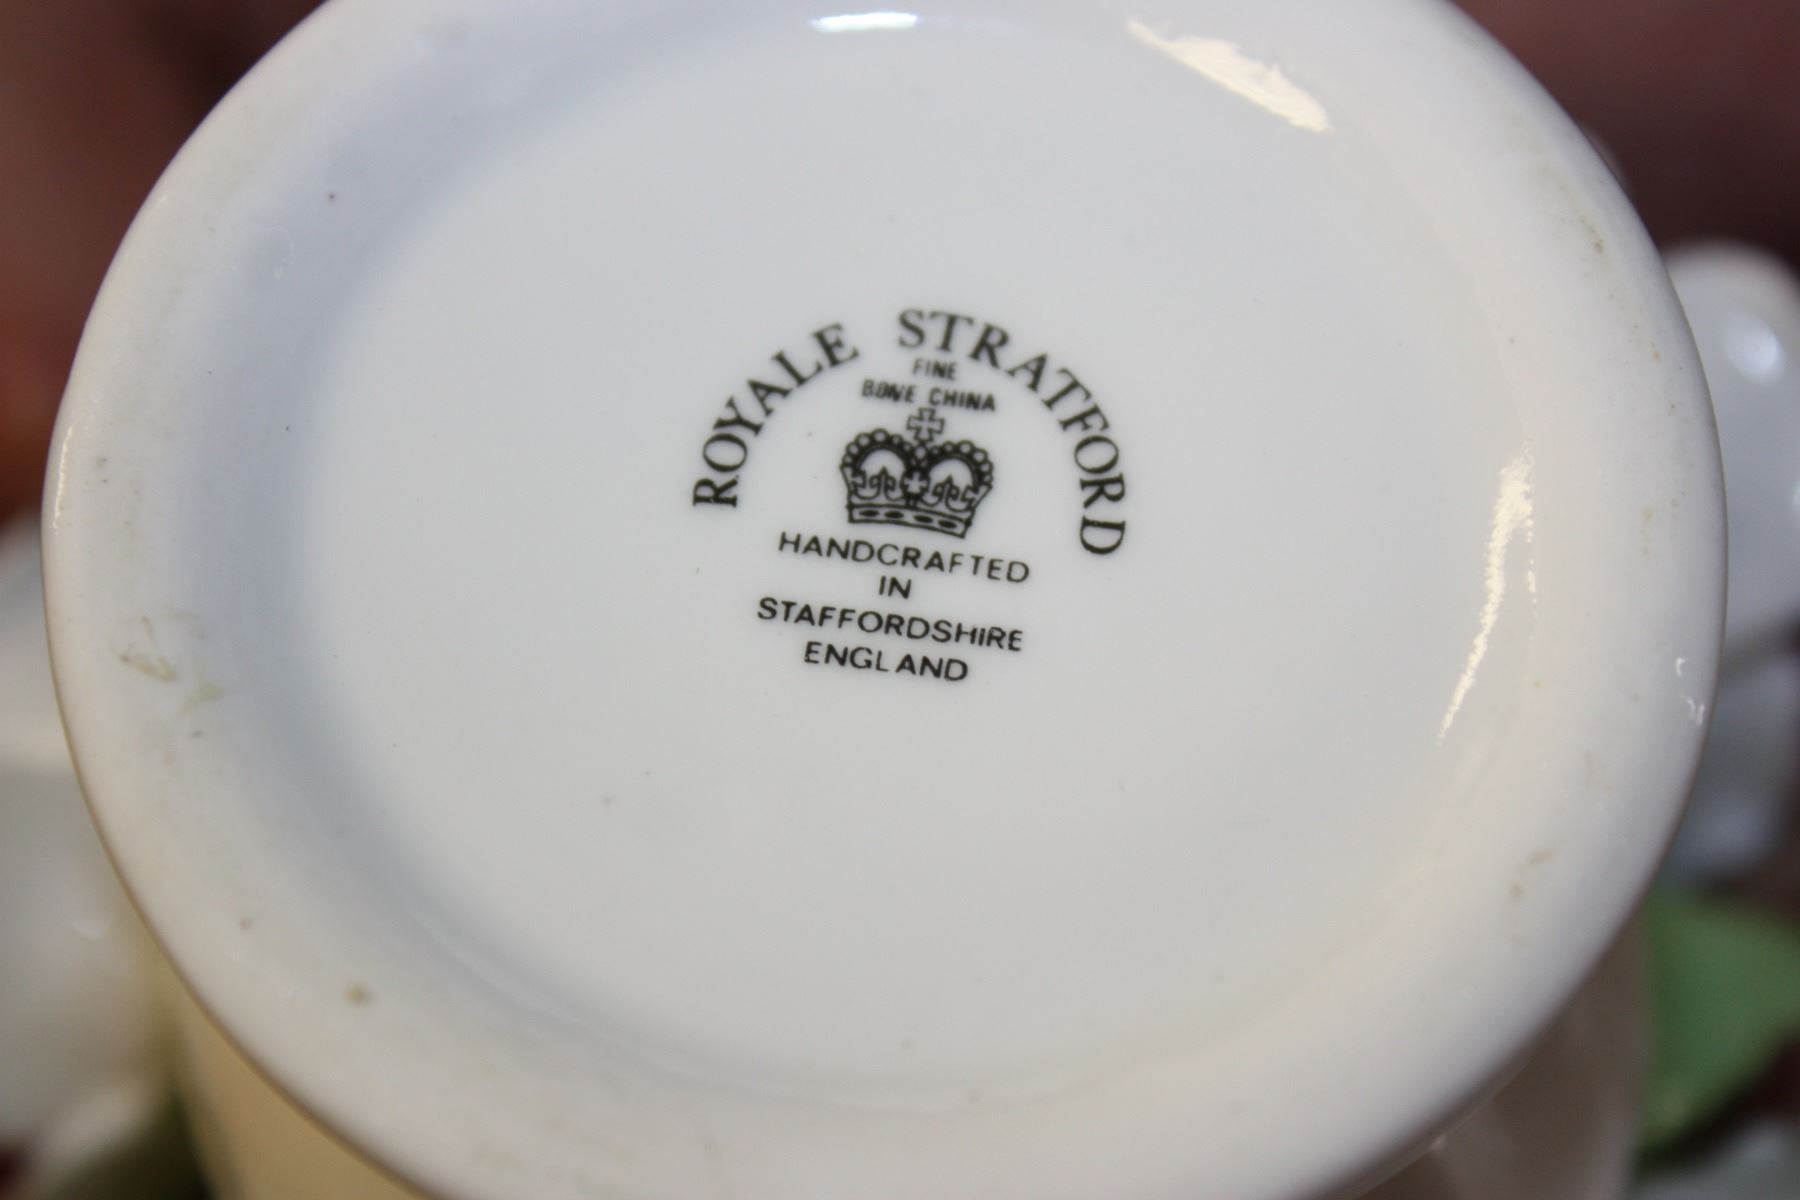 ROYALE STRATFORD
FINE
BONE CHINA
HANDCRAFTED
IN
STAFFORDSHIRE
ENGLAND